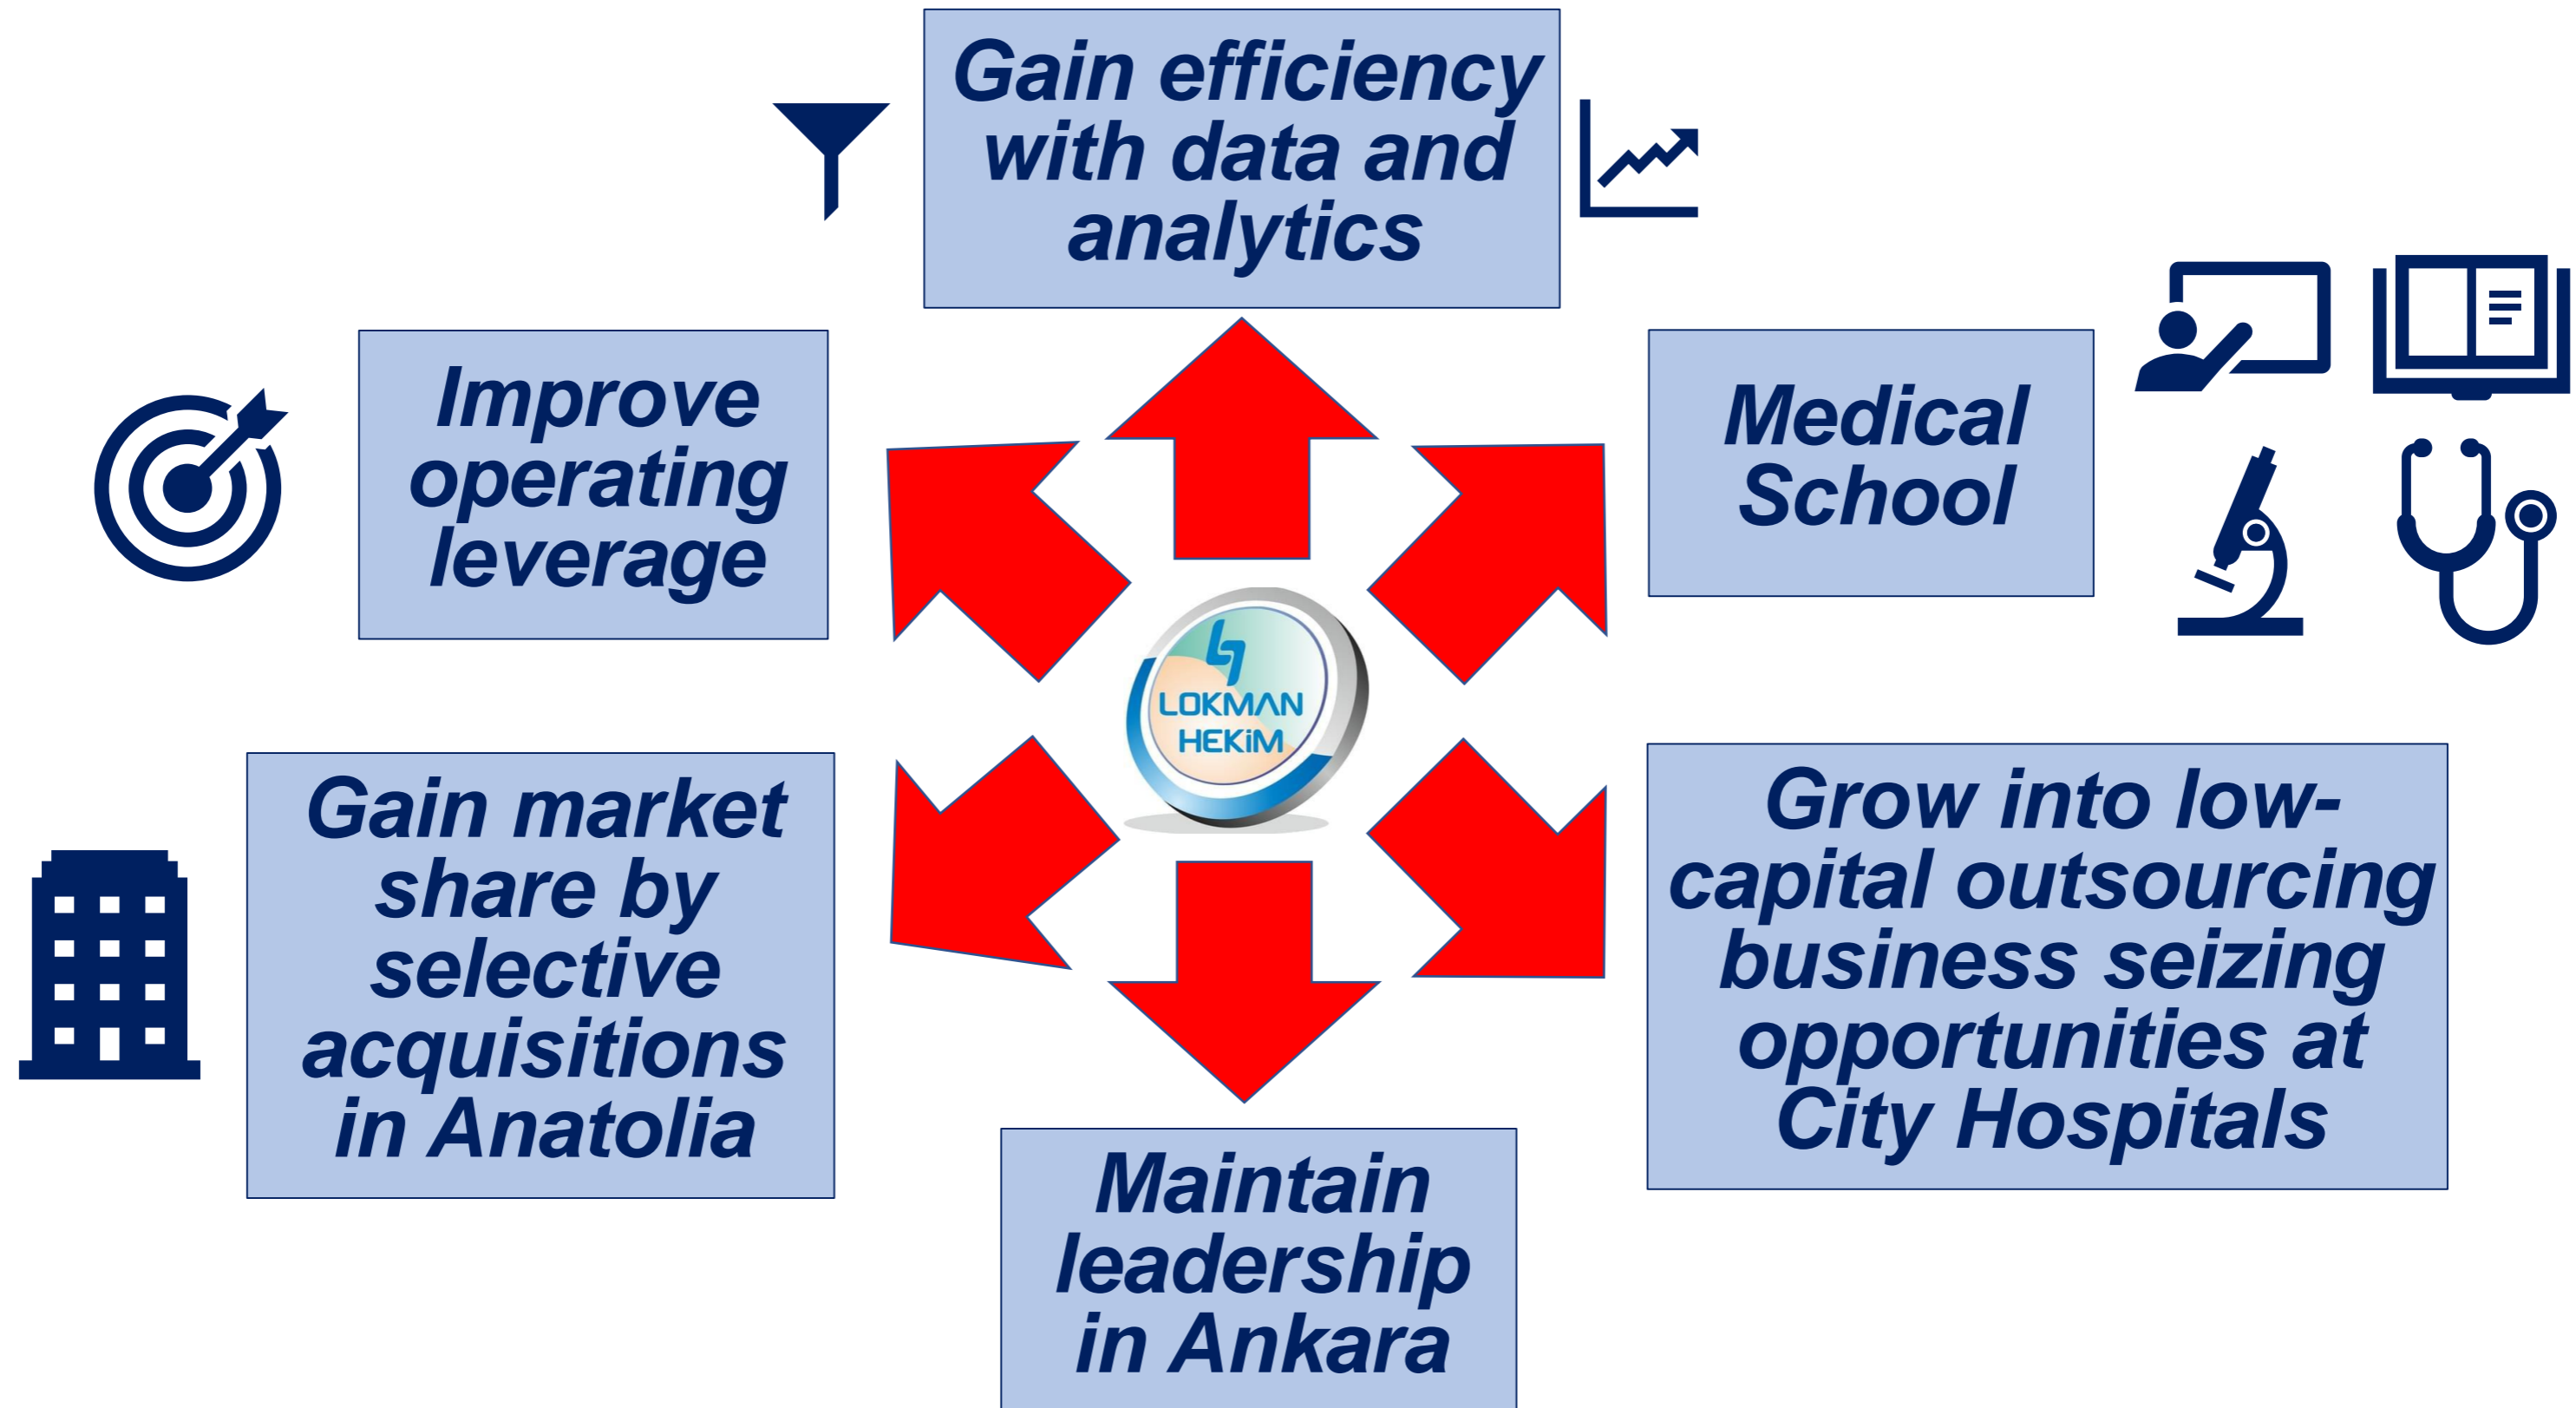 Gain efficiency
with data and
analytics
Improve
operating
leverage
Medical
School
LOKMAN
HEKiM
Gain market
share by
selective
acquisitions
in Anatolia
Grow into low-
capital outsourcing
business seizing
opportunities at
City Hospitals
Maintain
leadership
in Ankara